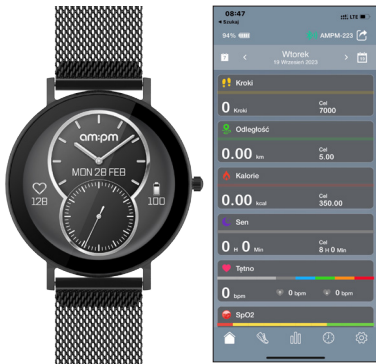 am:pm
MON 28 FEB
128
100
08:47
◂ Szukaj
LTE
94%
AMPM-223
Wtorek
19 Wrzesień 2023
Kroki
0 Kroki
Cel
7000
Odległość
0.00 km
Cel
5.00
Kalorie
0.00 kcal
Cel
350.00
Sen
0 H 0 Min
Cel
8 H 0 Min
Tętno
0 bpm
0 bpm
0 bpm
SpO2